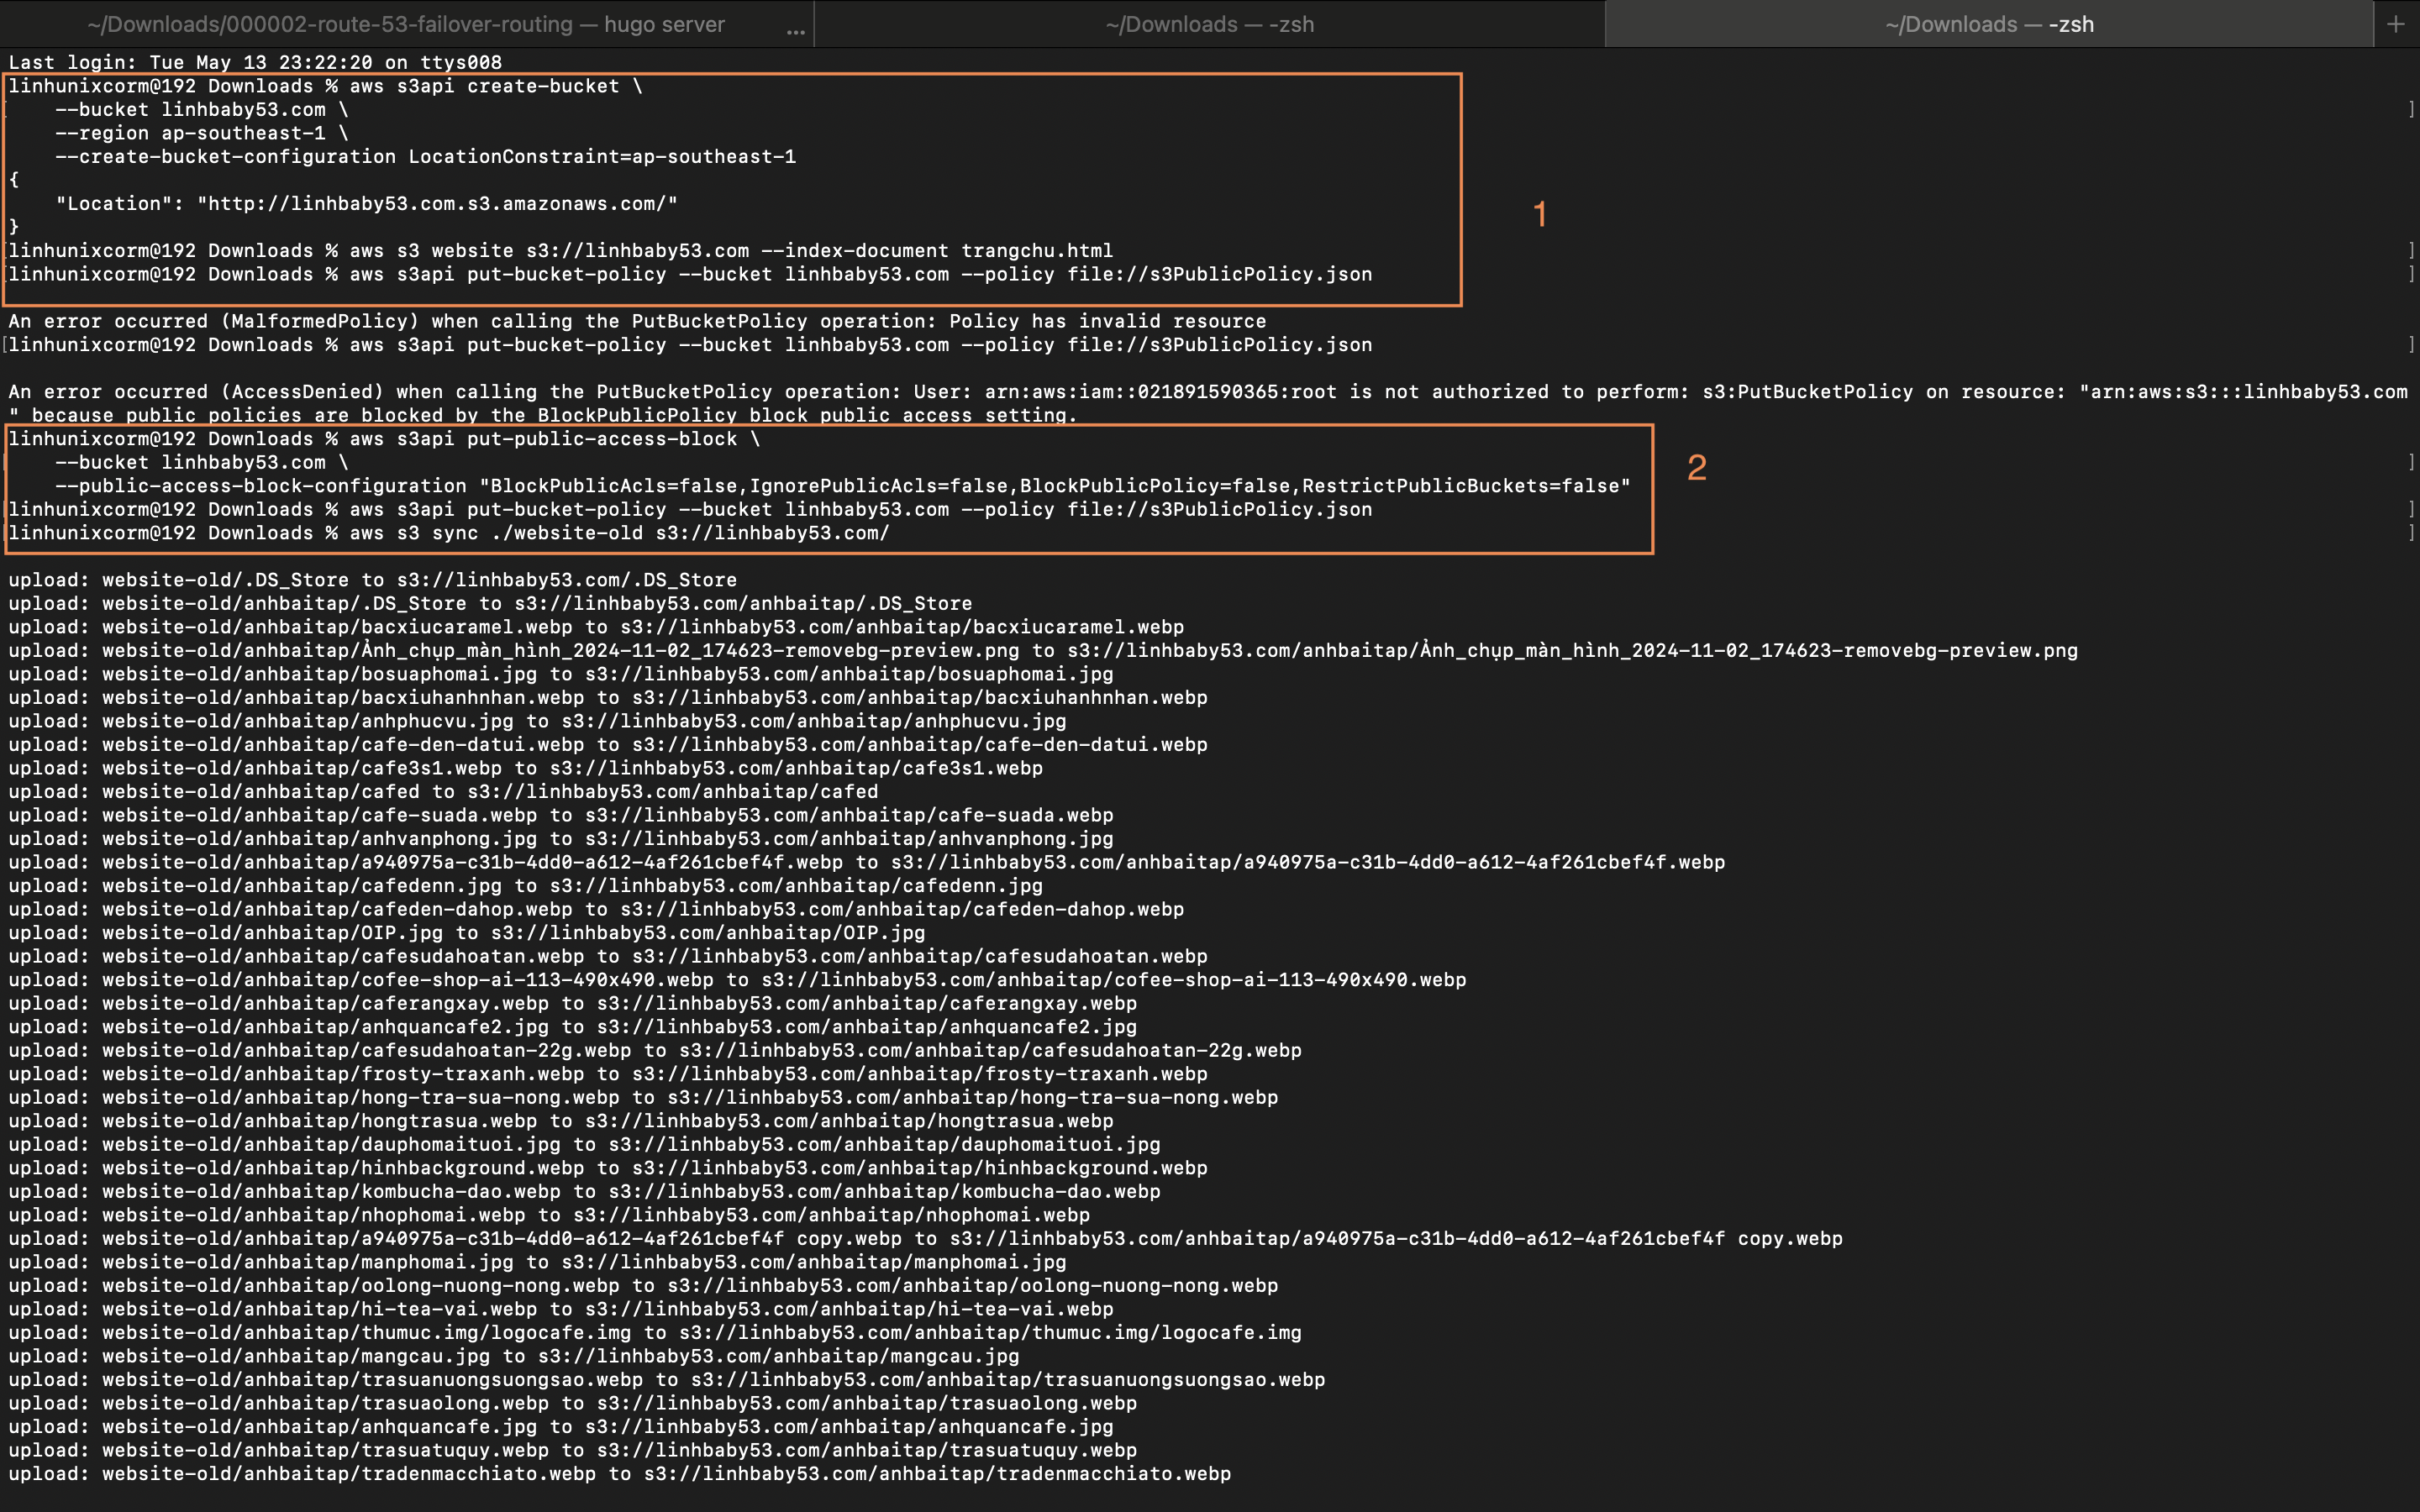 ~/Downloads/000002-route-53-failover-routing — hugo server ...
~/Downloads — -zsh
~/Downloads — -zsh
+
Last login: Tue May 13 23:22:20 on ttys008
linhunixcorm@192 Downloads % aws s3api create-bucket \
[    --bucket linhbaby53.com \ ]
    --region ap-southeast-1 \
    --create-bucket-configuration LocationConstraint=ap-southeast-1
{
    "Location": "http://linhbaby53.com.s3.amazonaws.com/"
}
[linhunixcorm@192 Downloads % aws s3 website s3://linhbaby53.com --index-document trangchu.html ]
[linhunixcorm@192 Downloads % aws s3api put-bucket-policy --bucket linhbaby53.com --policy file://s3PublicPolicy.json ]
1
An error occurred (MalformedPolicy) when calling the PutBucketPolicy operation: Policy has invalid resource
[linhunixcorm@192 Downloads % aws s3api put-bucket-policy --bucket linhbaby53.com --policy file://s3PublicPolicy.json ]
An error occurred (AccessDenied) when calling the PutBucketPolicy operation: User: arn:aws:iam::021891590365:root is not authorized to perform: s3:PutBucketPolicy on resource: "arn:aws:s3:::linhbaby53.com
" because public policies are blocked by the BlockPublicPolicy block public access setting.
linhunixcorm@192 Downloads % aws s3api put-public-access-block \
[    --bucket linhbaby53.com \ ]
    --public-access-block-configuration "BlockPublicAcls=false,IgnorePublicAcls=false,BlockPublicPolicy=false,RestrictPublicBuckets=false"
[linhunixcorm@192 Downloads % aws s3api put-bucket-policy --bucket linhbaby53.com --policy file://s3PublicPolicy.json ]
[linhunixcorm@192 Downloads % aws s3 sync ./website-old s3://linhbaby53.com/ ]
2
upload: website-old/.DS_Store to s3://linhbaby53.com/.DS_Store
upload: website-old/anhbaitap/.DS_Store to s3://linhbaby53.com/anhbaitap/.DS_Store
upload: website-old/anhbaitap/bacxiucaramel.webp to s3://linhbaby53.com/anhbaitap/bacxiucaramel.webp
upload: website-old/anhbaitap/Ảnh_chụp_màn_hình_2024-11-02_174623-removebg-preview.png to s3://linhbaby53.com/anhbaitap/Ảnh_chụp_màn_hình_2024-11-02_174623-removebg-preview.png
upload: website-old/anhbaitap/bosuaphomai.jpg to s3://linhbaby53.com/anhbaitap/bosuaphomai.jpg
upload: website-old/anhbaitap/bacxiuhanhnhan.webp to s3://linhbaby53.com/anhbaitap/bacxiuhanhnhan.webp
upload: website-old/anhbaitap/anhphucvu.jpg to s3://linhbaby53.com/anhbaitap/anhphucvu.jpg
upload: website-old/anhbaitap/cafe-den-datui.webp to s3://linhbaby53.com/anhbaitap/cafe-den-datui.webp
upload: website-old/anhbaitap/cafe3s1.webp to s3://linhbaby53.com/anhbaitap/cafe3s1.webp
upload: website-old/anhbaitap/cafed to s3://linhbaby53.com/anhbaitap/cafed
upload: website-old/anhbaitap/cafe-suada.webp to s3://linhbaby53.com/anhbaitap/cafe-suada.webp
upload: website-old/anhbaitap/anhvanphong.jpg to s3://linhbaby53.com/anhbaitap/anhvanphong.jpg
upload: website-old/anhbaitap/a940975a-c31b-4dd0-a612-4af261cbef4f.webp to s3://linhbaby53.com/anhbaitap/a940975a-c31b-4dd0-a612-4af261cbef4f.webp
upload: website-old/anhbaitap/cafedenn.jpg to s3://linhbaby53.com/anhbaitap/cafedenn.jpg
upload: website-old/anhbaitap/cafeden-dahop.webp to s3://linhbaby53.com/anhbaitap/cafeden-dahop.webp
upload: website-old/anhbaitap/OIP.jpg to s3://linhbaby53.com/anhbaitap/OIP.jpg
upload: website-old/anhbaitap/cafesudahoatan.webp to s3://linhbaby53.com/anhbaitap/cafesudahoatan.webp
upload: website-old/anhbaitap/cofee-shop-ai-113-490x490.webp to s3://linhbaby53.com/anhbaitap/cofee-shop-ai-113-490x490.webp
upload: website-old/anhbaitap/caferangxay.webp to s3://linhbaby53.com/anhbaitap/caferangxay.webp
upload: website-old/anhbaitap/anhquancafe2.jpg to s3://linhbaby53.com/anhbaitap/anhquancafe2.jpg
upload: website-old/anhbaitap/cafesudahoatan-22g.webp to s3://linhbaby53.com/anhbaitap/cafesudahoatan-22g.webp
upload: website-old/anhbaitap/frosty-traxanh.webp to s3://linhbaby53.com/anhbaitap/frosty-traxanh.webp
upload: website-old/anhbaitap/hong-tra-sua-nong.webp to s3://linhbaby53.com/anhbaitap/hong-tra-sua-nong.webp
upload: website-old/anhbaitap/hongtrasua.webp to s3://linhbaby53.com/anhbaitap/hongtrasua.webp
upload: website-old/anhbaitap/dauphomaituoi.jpg to s3://linhbaby53.com/anhbaitap/dauphomaituoi.jpg
upload: website-old/anhbaitap/hinhbackground.webp to s3://linhbaby53.com/anhbaitap/hinhbackground.webp
upload: website-old/anhbaitap/kombucha-dao.webp to s3://linhbaby53.com/anhbaitap/kombucha-dao.webp
upload: website-old/anhbaitap/nhophomai.webp to s3://linhbaby53.com/anhbaitap/nhophomai.webp
upload: website-old/anhbaitap/a940975a-c31b-4dd0-a612-4af261cbef4f copy.webp to s3://linhbaby53.com/anhbaitap/a940975a-c31b-4dd0-a612-4af261cbef4f copy.webp
upload: website-old/anhbaitap/manphomai.jpg to s3://linhbaby53.com/anhbaitap/manphomai.jpg
upload: website-old/anhbaitap/oolong-nuong-nong.webp to s3://linhbaby53.com/anhbaitap/oolong-nuong-nong.webp
upload: website-old/anhbaitap/hi-tea-vai.webp to s3://linhbaby53.com/anhbaitap/hi-tea-vai.webp
upload: website-old/anhbaitap/thumuc.img/logocafe.img to s3://linhbaby53.com/anhbaitap/thumuc.img/logocafe.img
upload: website-old/anhbaitap/mangcau.jpg to s3://linhbaby53.com/anhbaitap/mangcau.jpg
upload: website-old/anhbaitap/trasuanuongsuongsao.webp to s3://linhbaby53.com/anhbaitap/trasuanuongsuongsao.webp
upload: website-old/anhbaitap/trasuaolong.webp to s3://linhbaby53.com/anhbaitap/trasuaolong.webp
upload: website-old/anhbaitap/anhquancafe.jpg to s3://linhbaby53.com/anhbaitap/anhquancafe.jpg
upload: website-old/anhbaitap/trasuatuquy.webp to s3://linhbaby53.com/anhbaitap/trasuatuquy.webp
upload: website-old/anhbaitap/tradenmacchiato.webp to s3://linhbaby53.com/anhbaitap/tradenmacchiato.webp